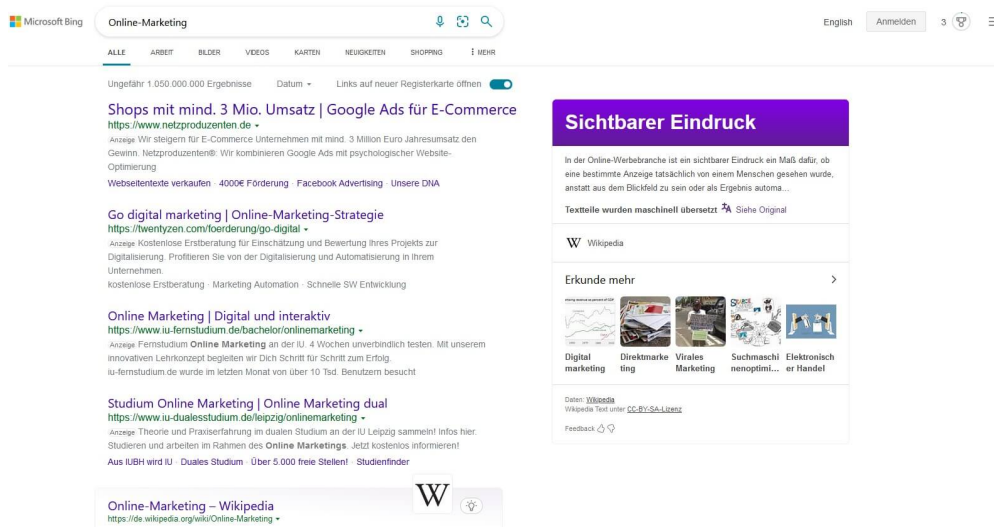 Microsoft Bing
Online-Marketing
English
Anmelden
3
ALLE ARBEIT BILDER VIDEOS KARTEN NEUIGKEITEN SHOPPING MEHR
Ungefähr 1.050.000.000 Ergebnisse Datum Links auf neuer Registerkarte öffnen
Shops mit mind. 3 Mio. Umsatz | Google Ads für E-Commerce
https://www.netzproduzenten.de
Anzeige Wir steigern für E-Commerce Unternehmen mit mind. 3 Million Euro Jahresumsatz den
Gewinn. Netzproduzenten®: Wir kombinieren Google Ads mit psychologischer Website-
Optimierung
Webseitentexte verkaufen · 4000€ Förderung · Facebook Advertising · Unsere DNA
Go digital marketing | Online-Marketing-Strategie
https://twentyzen.com/foerderung/go-digital
Anzeige Kostenlose Erstberatung für Einschätzung und Bewertung Ihres Projekts zur
Digitalisierung. Profitieren Sie von der Digitalisierung und Automatisierung in Ihrem
Unternehmen.
kostenlose Erstberatung · Marketing Automation · Schnelle SW Entwicklung
Online Marketing | Digital und interaktiv
https://www.iu-fernstudium.de/bachelor/onlinemarketing
Anzeige Fernstudium Online Marketing an der IU. 4 Wochen unverbindlich testen. Mit unserem
innovativen Lehrkonzept begleiten wir Dich Schritt für Schritt zum Erfolg.
iu-fernstudium.de wurde im letzten Monat von über 10 Tsd. Benutzern besucht
Studium Online Marketing | Online Marketing dual
https://www.iu-dualesstudium.de/leipzig/onlinemarketing
Anzeige Theorie und Praxiserfahrung im dualen Studium an der IU Leipzig sammeln! Infos hier.
Studieren und arbeiten im Rahmen des Online Marketings. Jetzt kostenlos informieren!
Aus IUBH wird IU · Duales Studium · Über 5.000 freie Stellen! · Studienfinder
Online-Marketing – Wikipedia
https://de.wikipedia.org/wiki/Online-Marketing
W
Sichtbarer Eindruck
In der Online-Werbebranche ist ein sichtbarer Eindruck ein Maß dafür, ob
eine bestimmte Anzeige tatsächlich von einem Menschen gesehen wurde,
anstatt aus dem Blickfeld zu sein oder als Ergebnis automa...
Textteile wurden maschinell übersetzt Siehe Original
W Wikipedia
Erkunde mehr
Digital Direktmarke Virales Suchmaschi Elektronisch
marketing ting Marketing nenoptimi... er Handel
Daten: Wikipedia
Wikipedia Text unter CC-BY-SA-Lizenz
Feedback